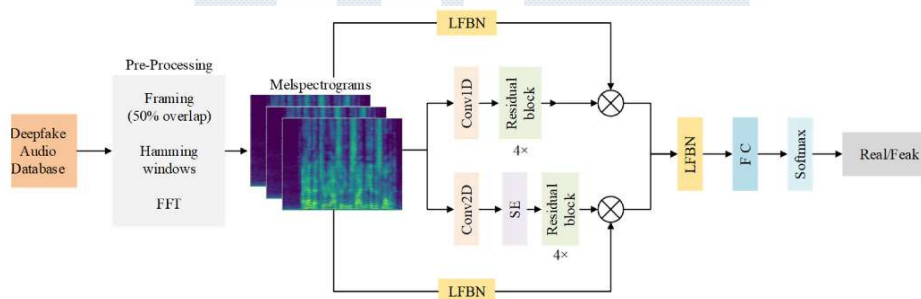 LFBN
Pre-Processing
Framing
(50% overlap)
Hamming
windows
FFT
Deepfake
Audio
Database
Melspectrograms
Conv1D
Residual
block
4×
Conv2D
SE
Residual
block
4×
LFBN
LFBN
F C
Softmax
Real/Feak